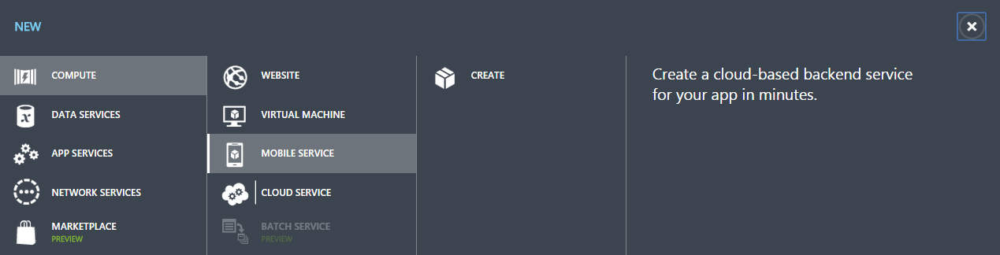 NEW
COMPUTE
DATA SERVICES
APP SERVICES
NETWORK SERVICES
MARKETPLACE
PREVIEW
WEBSITE
VIRTUAL MACHINE
MOBILE SERVICE
CLOUD SERVICE
BATCH SERVICE
PREVIEW
CREATE
Create a cloud-based backend service
for your app in minutes.